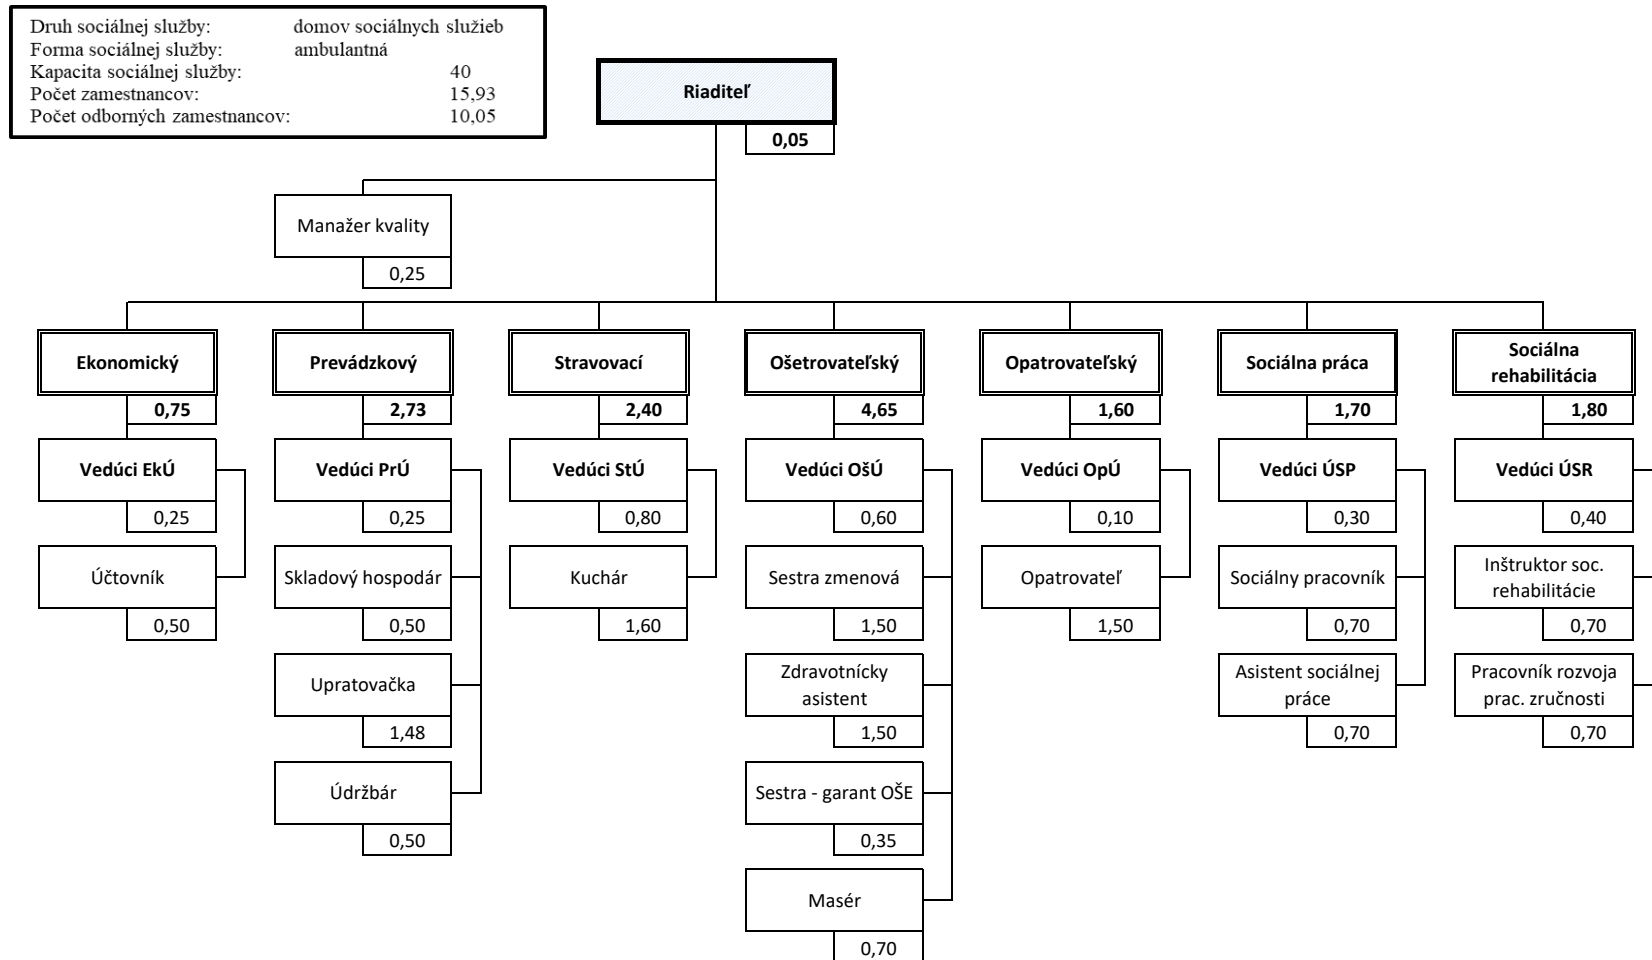 Druh sociálnej služby: domov sociálnych služieb
Forma sociálnej služby: ambulantná
Kapacita sociálnej služby: 40
Počet zamestnancov: 15,93
Počet odborných zamestnancov: 10,05
Riaditeľ
0,05
Manažer kvality
0,25
Ekonomický
0,75
Vedúci EkÚ
0,25
Účtovník
0,50
Prevádzkový
2,73
Vedúci PrÚ
0,25
Skladový hospodár
0,50
Upratovačka
1,48
Údržbár
0,50
Stravovací
2,40
Vedúci StÚ
0,80
Kuchár
1,60
Ošetrovateľský
4,65
Vedúci OšÚ
0,60
Sestra zmenová
1,50
Zdravotnícky
asistent
1,50
Sestra - garant OŠE
0,35
Masér
0,70
Opatrovateľský
1,60
Vedúci OpÚ
0,10
Opatrovateľ
1,50
Sociálna práca
1,70
Vedúci ÚSP
0,30
Sociálny pracovník
0,70
Asistent sociálnej
práce
0,70
Sociálna
rehabilitácia
1,80
Vedúci ÚSR
0,40
Inštruktor soc.
rehabilitácie
0,70
Pracovník rozvoja
prac. zručnosti
0,70